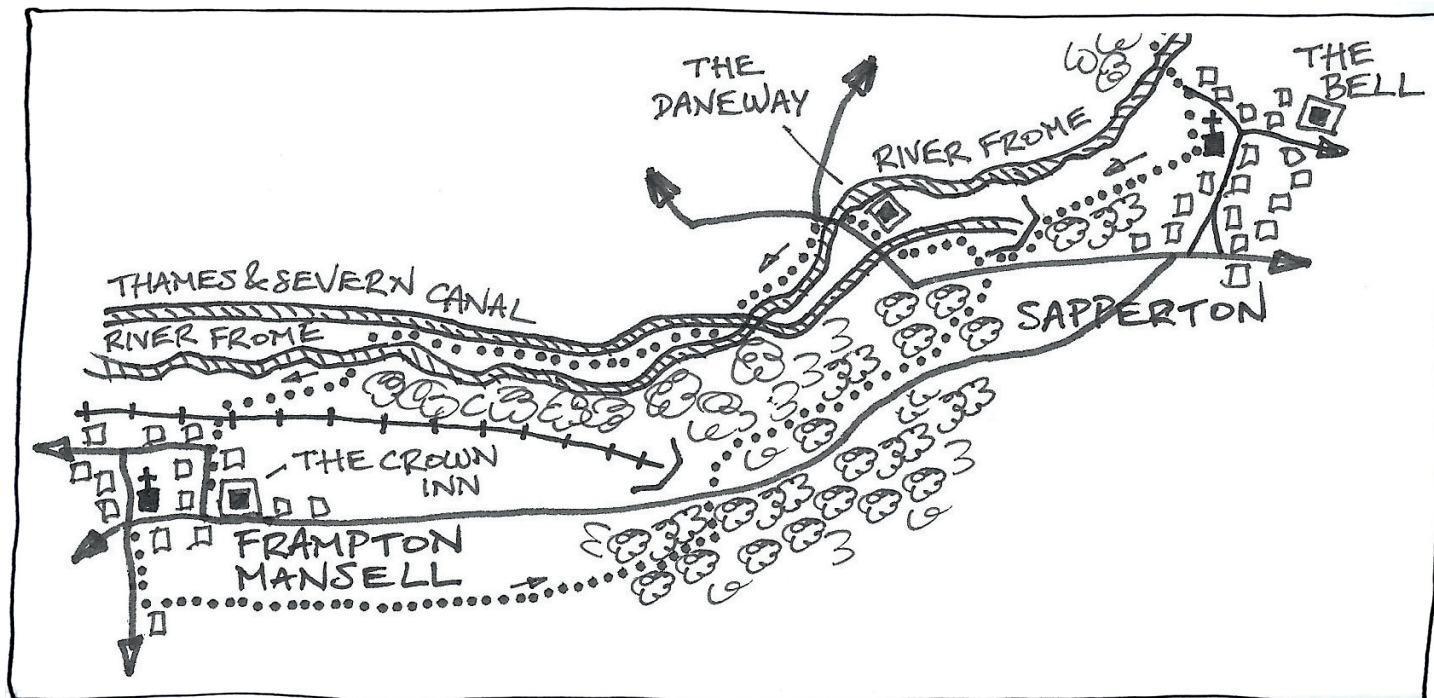 THE
DANEWAY
THE
BELL
RIVER FROME
THAMES & SEVERN CANAL
RIVER FROME
SAPPERTON
THE CROWN
INN
FRAMPTON
MANSELL